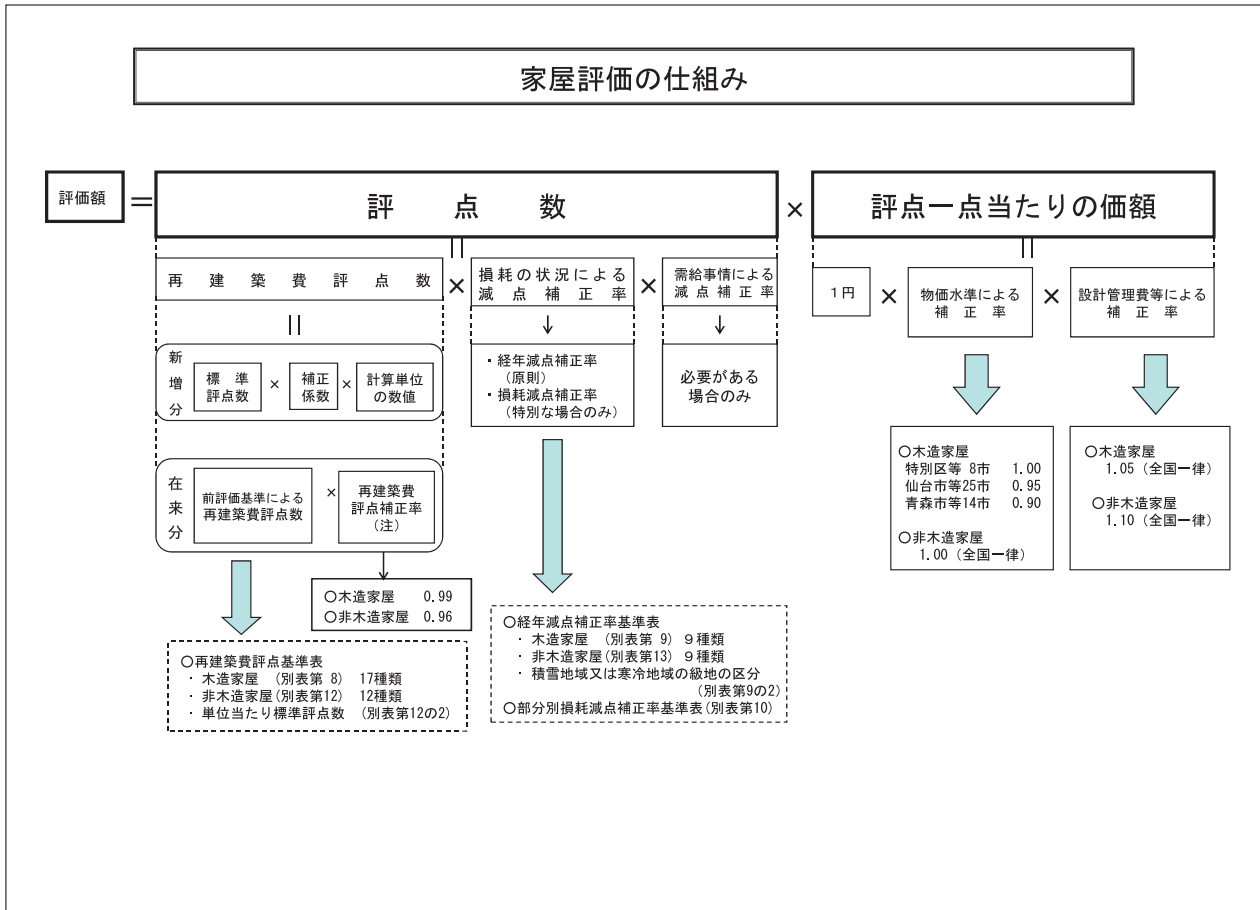 家屋評価の仕組み
評価額 ＝ 評点数 × 評点一点当たりの価額
再建築費評点数 × 損耗の状況による × 需給事情による
減点補正率 減点補正率
１円 × 物価水準による × 設計管理費等による
補正率 補正率
新増分
標準 × 補正 × 計算単位
評点数 係数 の数値
・経年減点補正率
（原則）
・損耗減点補正率
（特別な場合のみ）
必要がある
場合のみ
在来分
前評価基準による × 再建築費
再建築費評点数 評点補正率
（注）
○木造家屋 0.99
○非木造家屋 0.96
○再建築費評点基準表
・ 木造家屋 (別表第 8) 17種類
・ 非木造家屋(別表第12) 12種類
・ 単位当たり標準評点数 (別表第12の2)
○経年減点補正率基準表
・ 木造家屋 (別表第 9) ９種類
・ 非木造家屋(別表第13) ９種類
・ 積雪地域又は寒冷地域の級地の区分
(別表第9の2)
○部分別損耗減点補正率基準表(別表第10)
○木造家屋
特別区等 8市 1.00
仙台市等25市 0.95
青森市等14市 0.90
○非木造家屋
1.00 (全国一律)
○木造家屋
1.05 (全国一律)
○非木造家屋
1.10 (全国一律)